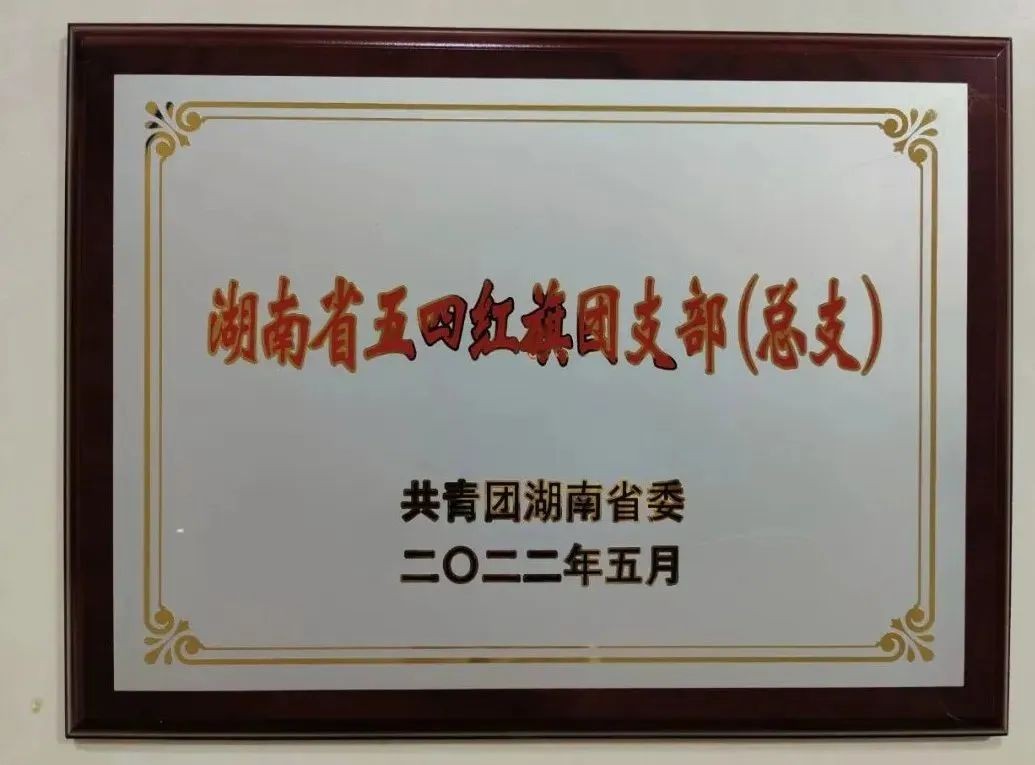 湖南省五四红旗团支部(总支)
共青团湖南省委
二〇二二年五月